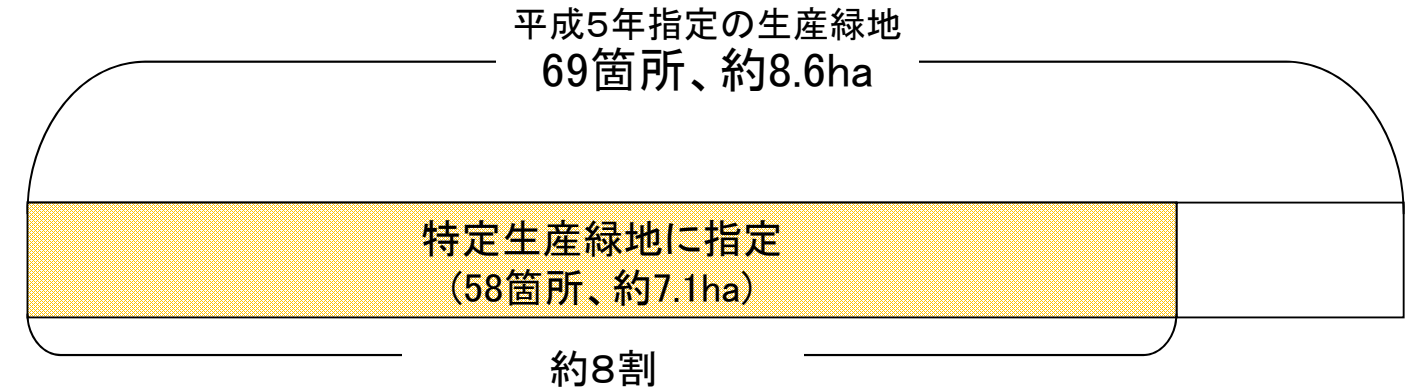 平成５年指定の生産緑地
69箇所、約8.6ha
特定生産緑地に指定
(58箇所、約7.1ha)
約８割